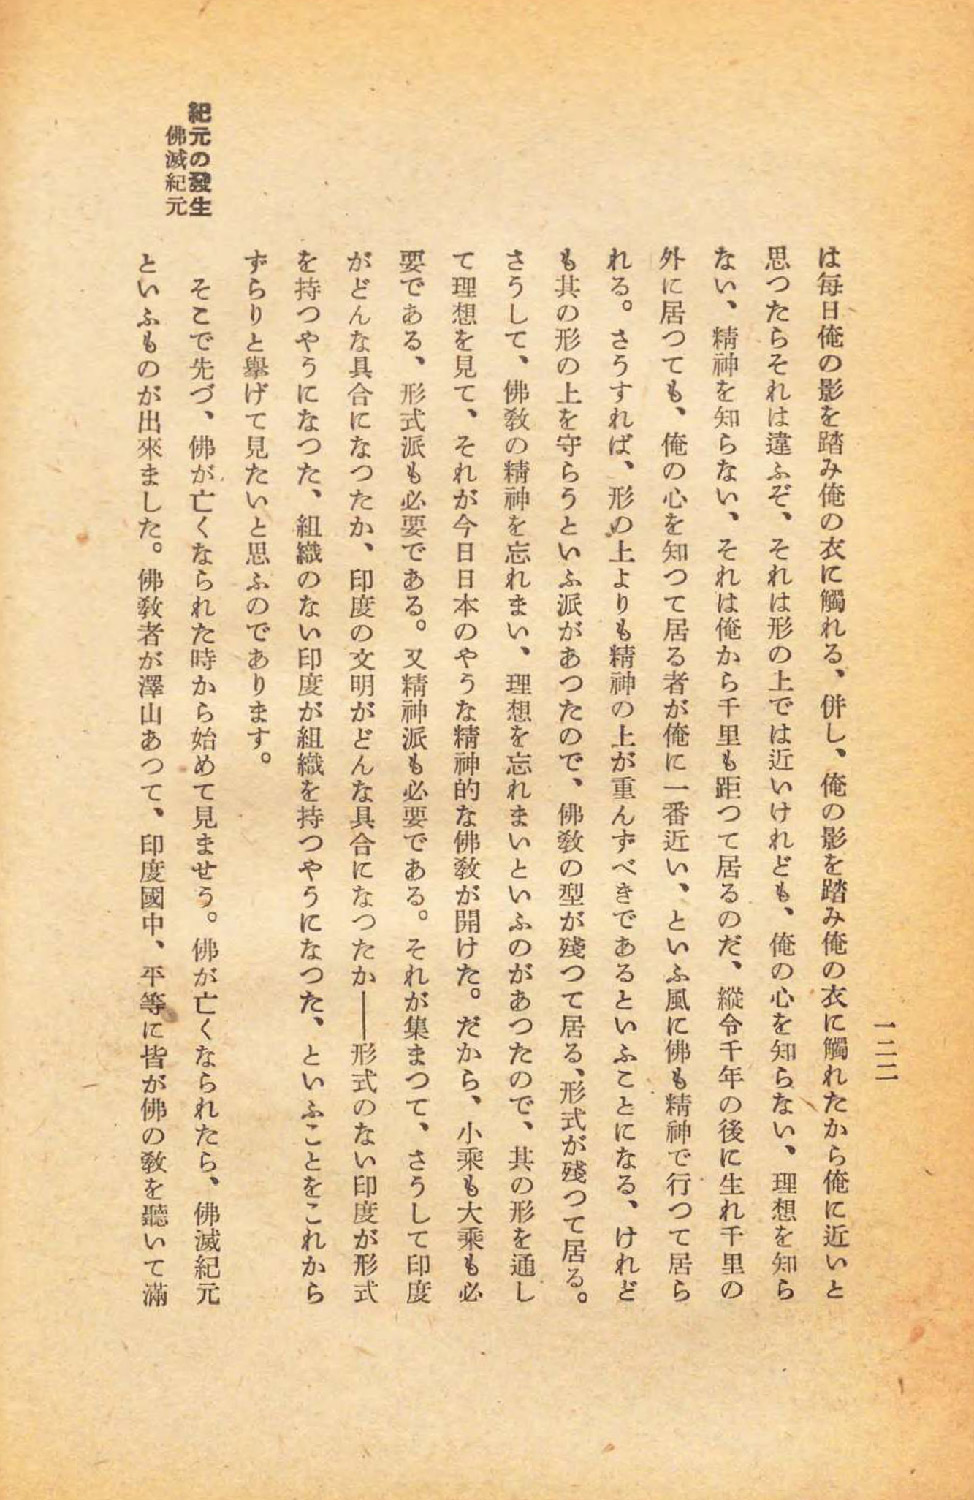 一二二
は每日俺の影を踏み俺の衣に觸れる、併し、俺の影を踏み俺の衣に觸れたから俺に近いと
思つたらそれは違ふぞ、それは形の上では近いけれども、俺の心を知らない、理想を知ら
ない、精神を知らない、それは俺から千里も距つて居るのだ、縱令千年の後に生れ千里の
外に居つても、俺の心を知つて居る者が俺に一番近い、といふ風に佛も精神で行つて居ら
れる。さうすれば、形の上よりも精神の上が重んずべきであるといふことになる、けれど
も其の形の上を守らうといふ派があつたので、佛敎の型が殘つて居る、形式が殘つて居る。
さうして、佛敎の精神を忘れまい、理想を忘れまいといふのがあつたので、其の形を通し
て理想を見て、それが今日日本のやうな精神的な佛敎が開けた。だから、小乘も大乘も必
要である、形式派も必要である。又精神派も必要である。それが集まつて、さうして印度
がどんな具合になつたか、印度の文明がどんな具合になつたか――形式のない印度が形式
を持つやうになつた、組織のない印度が組織を持つやうになつた、といふことをこれから
ずらりと擧げて見たいと思ふのであります。
紀元の發生
佛滅紀元
そこで先づ、佛が亡くなられた時から始めて見ませう。佛が亡くなられたら、佛滅紀元
といふものが出來ました。佛敎者が澤山あつて、印度國中、平等に皆が佛の敎を聽いて滿